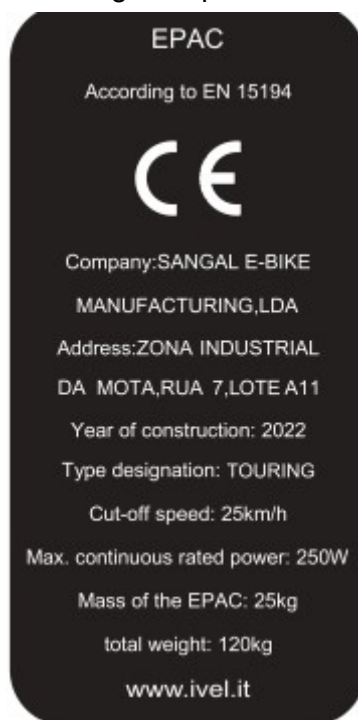 EPAC
According to EN 15194
CE
Company:SANGAL E-BIKE
MANUFACTURING,LDA
Address:ZONA INDUSTRIAL
DA MOTA,RUA 7,LOTE A11
Year of construction: 2022
Type designation: TOURING
Cut-off speed: 25km/h
Max. continuous rated power: 250W
Mass of the EPAC: 25kg
total weight: 120kg
www.ivel.it